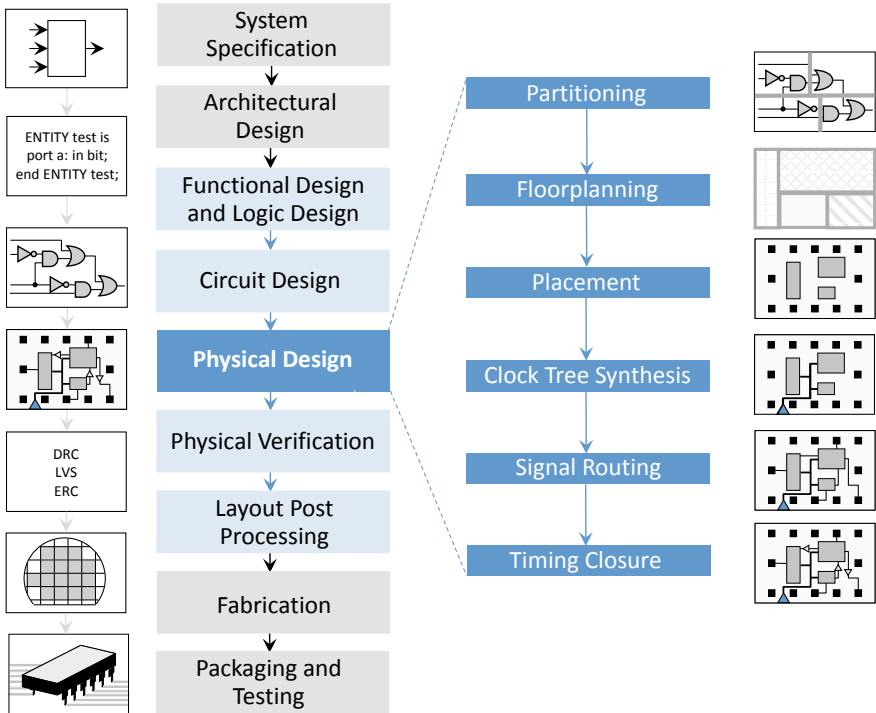 System
Specification
Architectural
Design
Functional Design
and Logic Design
Circuit Design
Physical Design
Physical Verification
Layout Post
Processing
Fabrication
Packaging and
Testing
ENTITY test is
port a: in bit;
end ENTITY test;
DRC
LVS
ERC
Partitioning
Floorplanning
Placement
Clock Tree Synthesis
Signal Routing
Timing Closure